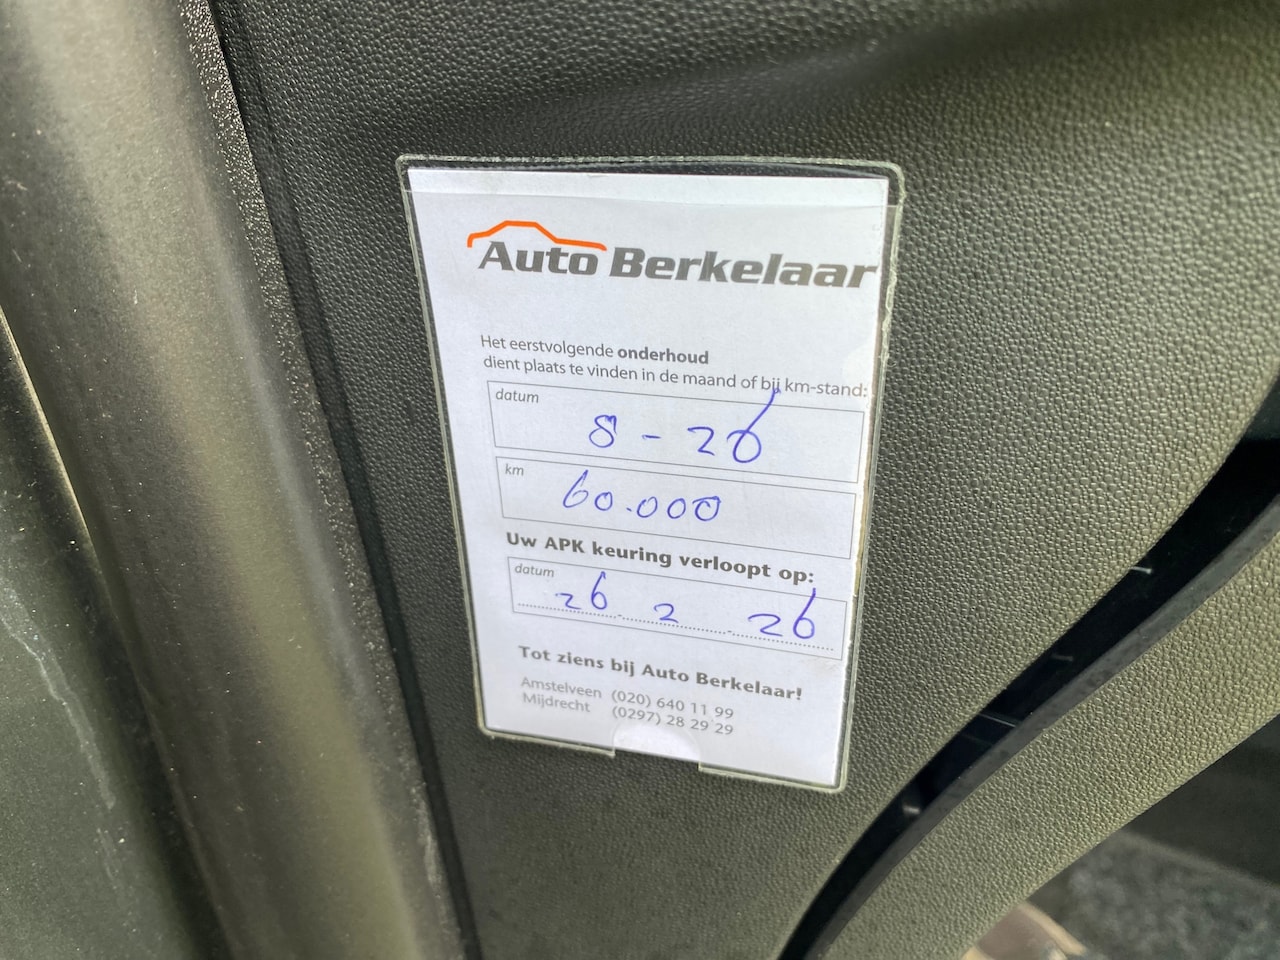 Auto Berkelaar
Het eerstvolgende onderhoud
dient plaats te vinden in de maand of bij km-stand:
datum
8 - 26
km
60.000
Uw APK keuring verloopt op:
datum
26 - 2 - 26
Tot ziens bij Auto Berkelaar!
Amstelveen (020) 640 11 99
Mijdrecht (0297) 28 29 29